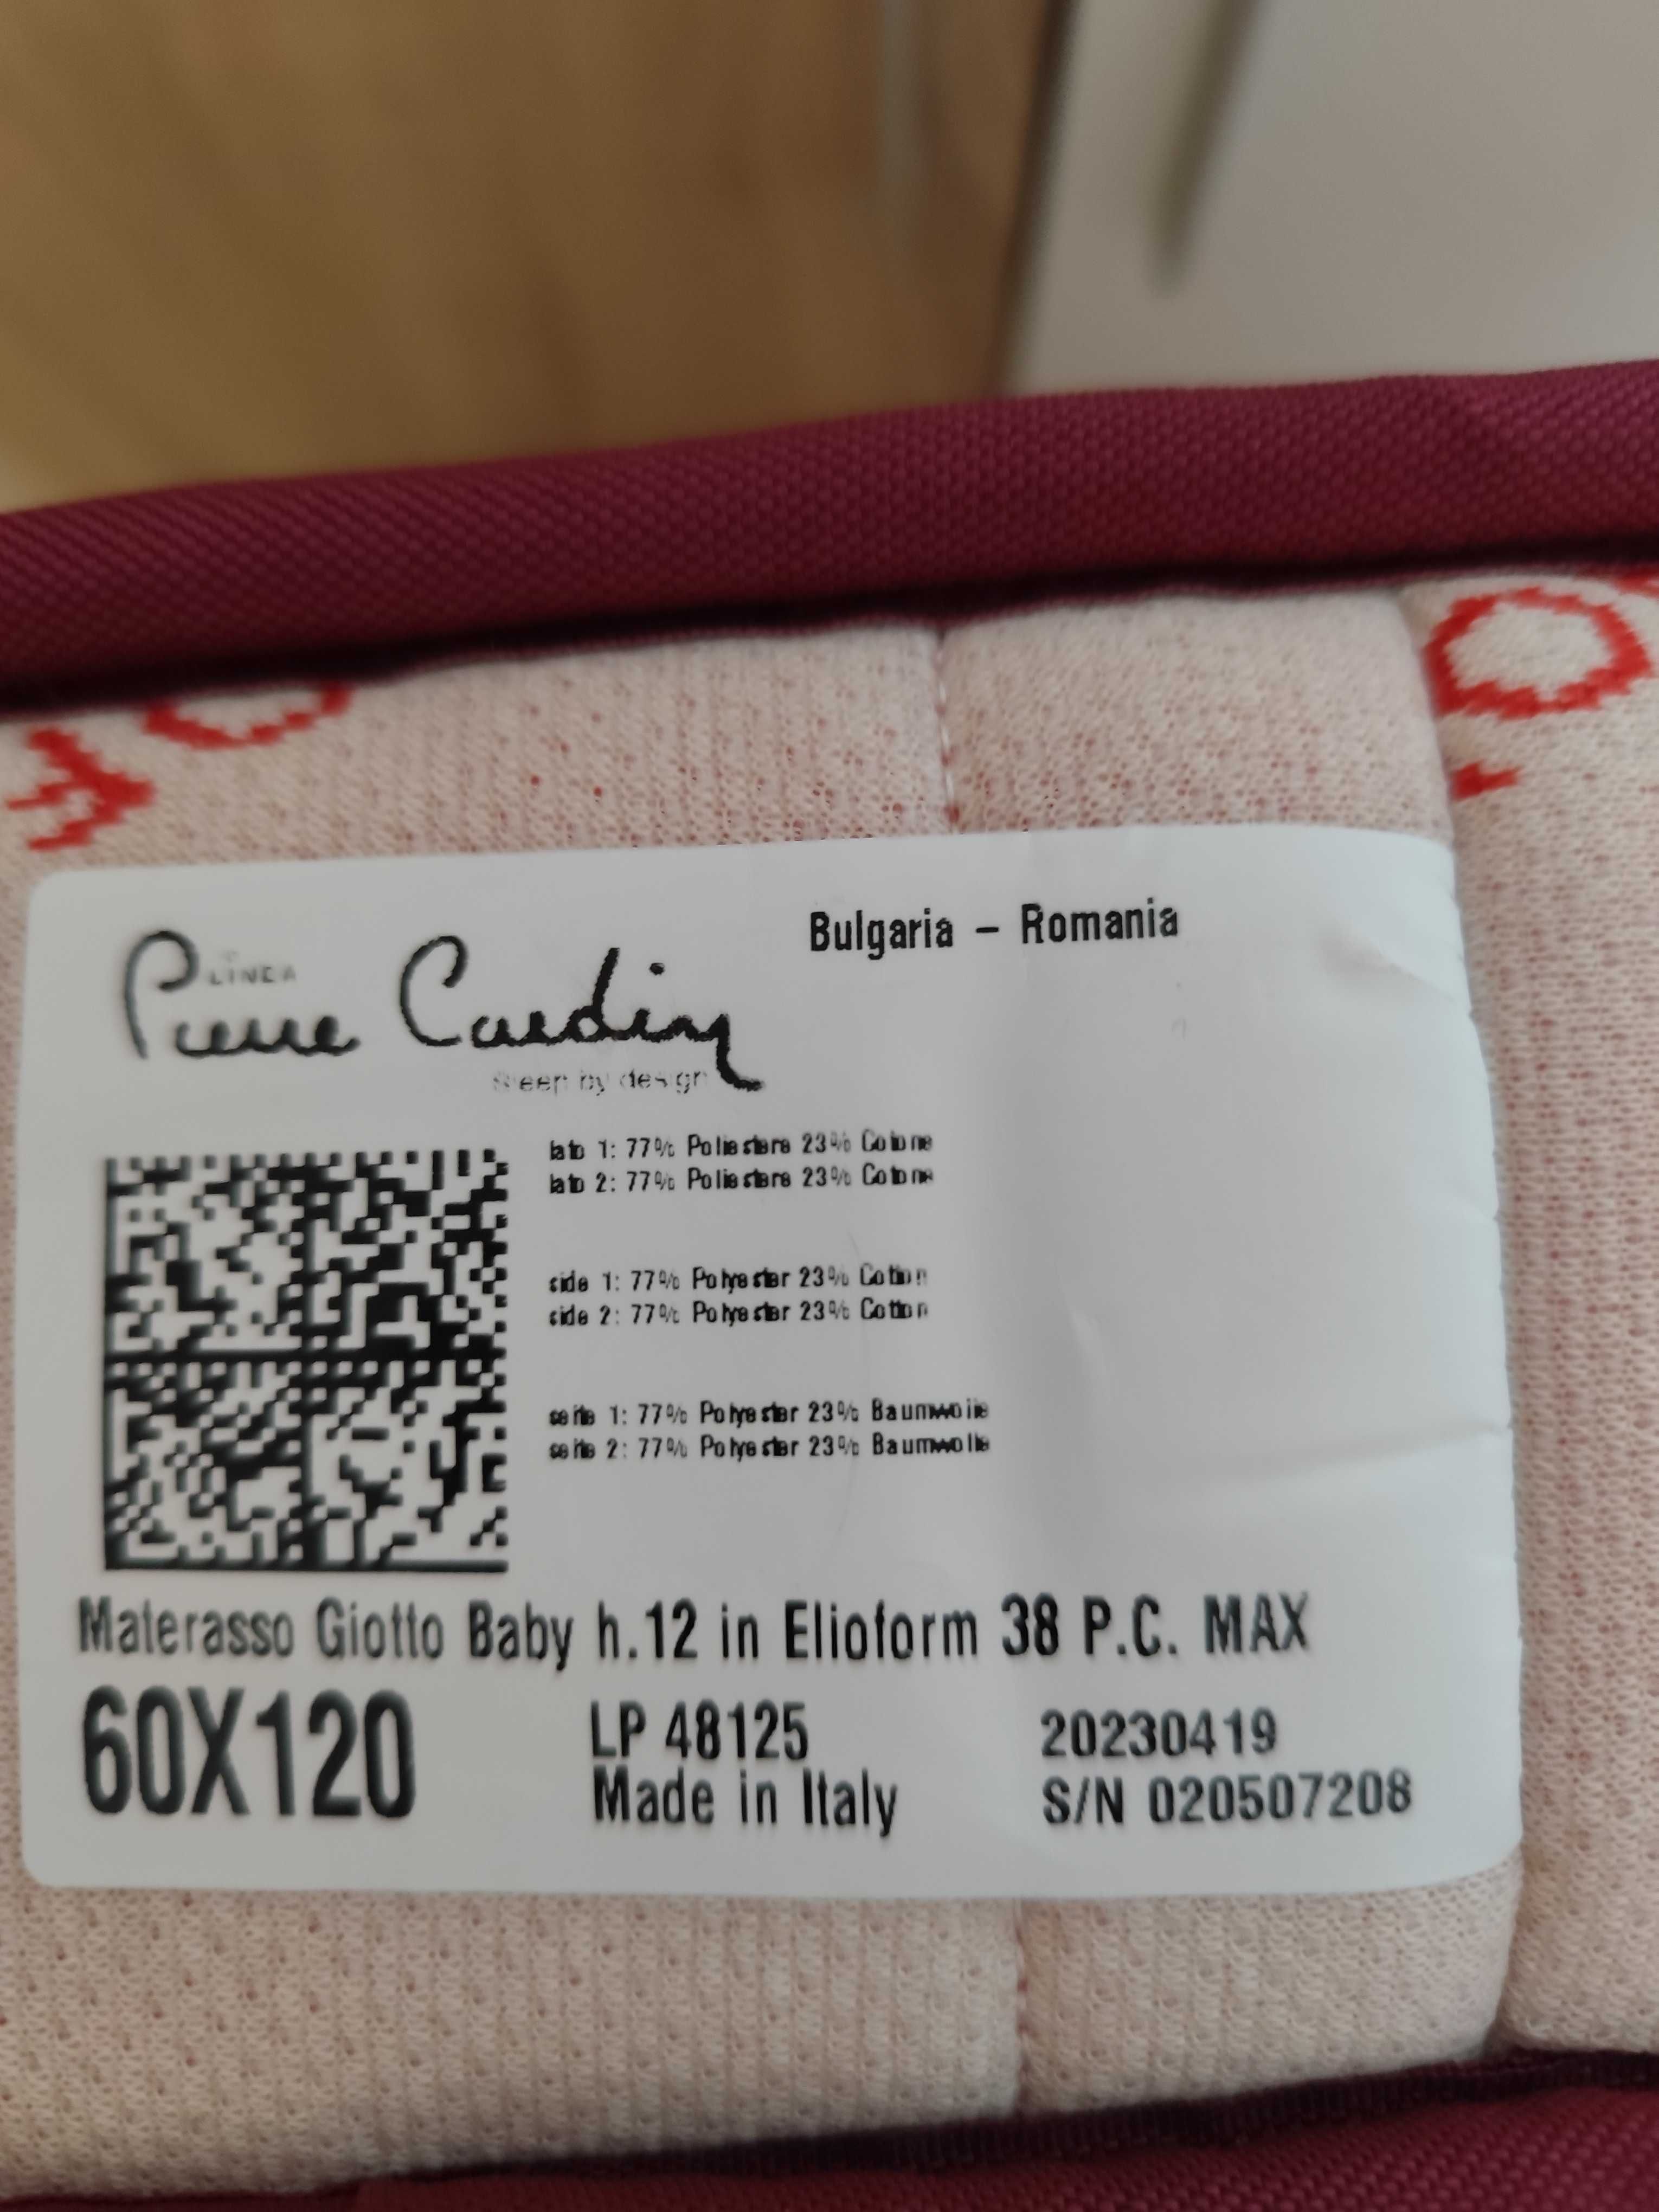 Bulgaria – Romania
LINEA
Pierre Cardin
Sleep by design
lato 1: 77% Poliestere 23% Cotone
lato 2: 77% Poliestere 23% Cotone
side 1: 77% Polyester 23% Cotton
side 2: 77% Polyester 23% Cotton
seite 1: 77% Polyester 23% Baumwolle
seite 2: 77% Polyester 23% Baumwolle
Materasso Giotto Baby h.12 in Elioform 38 P.C. MAX
60X120
LP 48125
20230419
Made in Italy
S/N 020507208